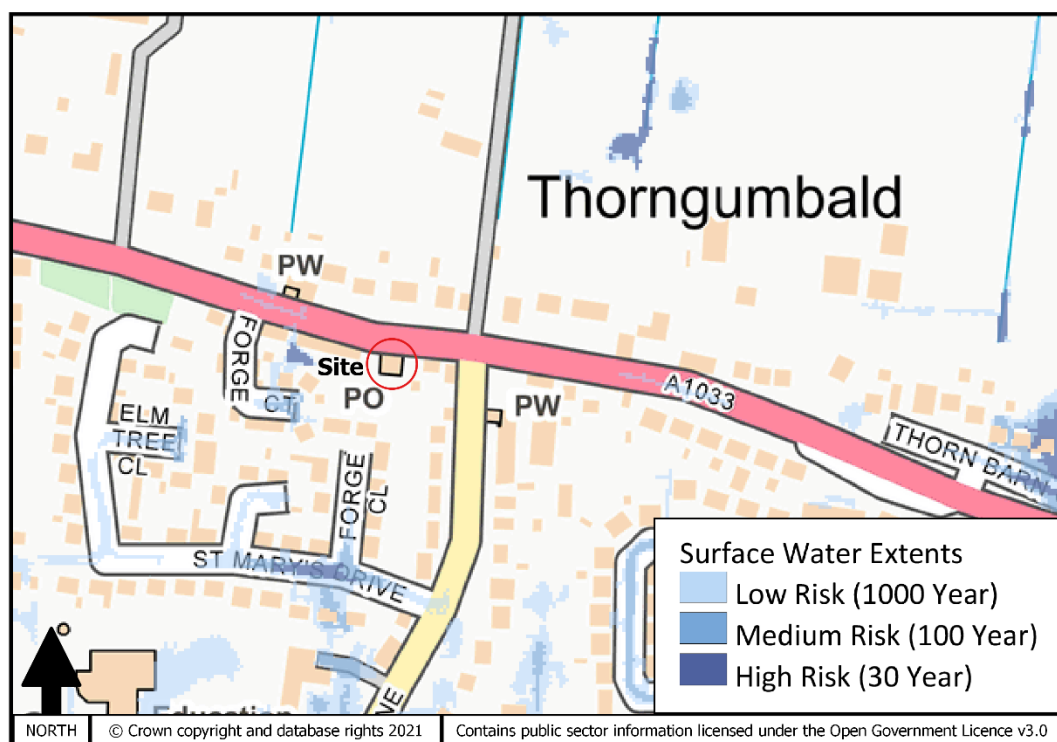 Thorngumbald
PW
FORGE
CT
Site
PO
PW
A1033
THORN BARN
ELM
TREE
CL
FORGE
CL
ST MARY'S DRIVE
Surface Water Extents
Low Risk (1000 Year)
Medium Risk (100 Year)
High Risk (30 Year)
Education
NORTH
© Crown copyright and database rights 2021
Contains public sector information licensed under the Open Government Licence v3.0